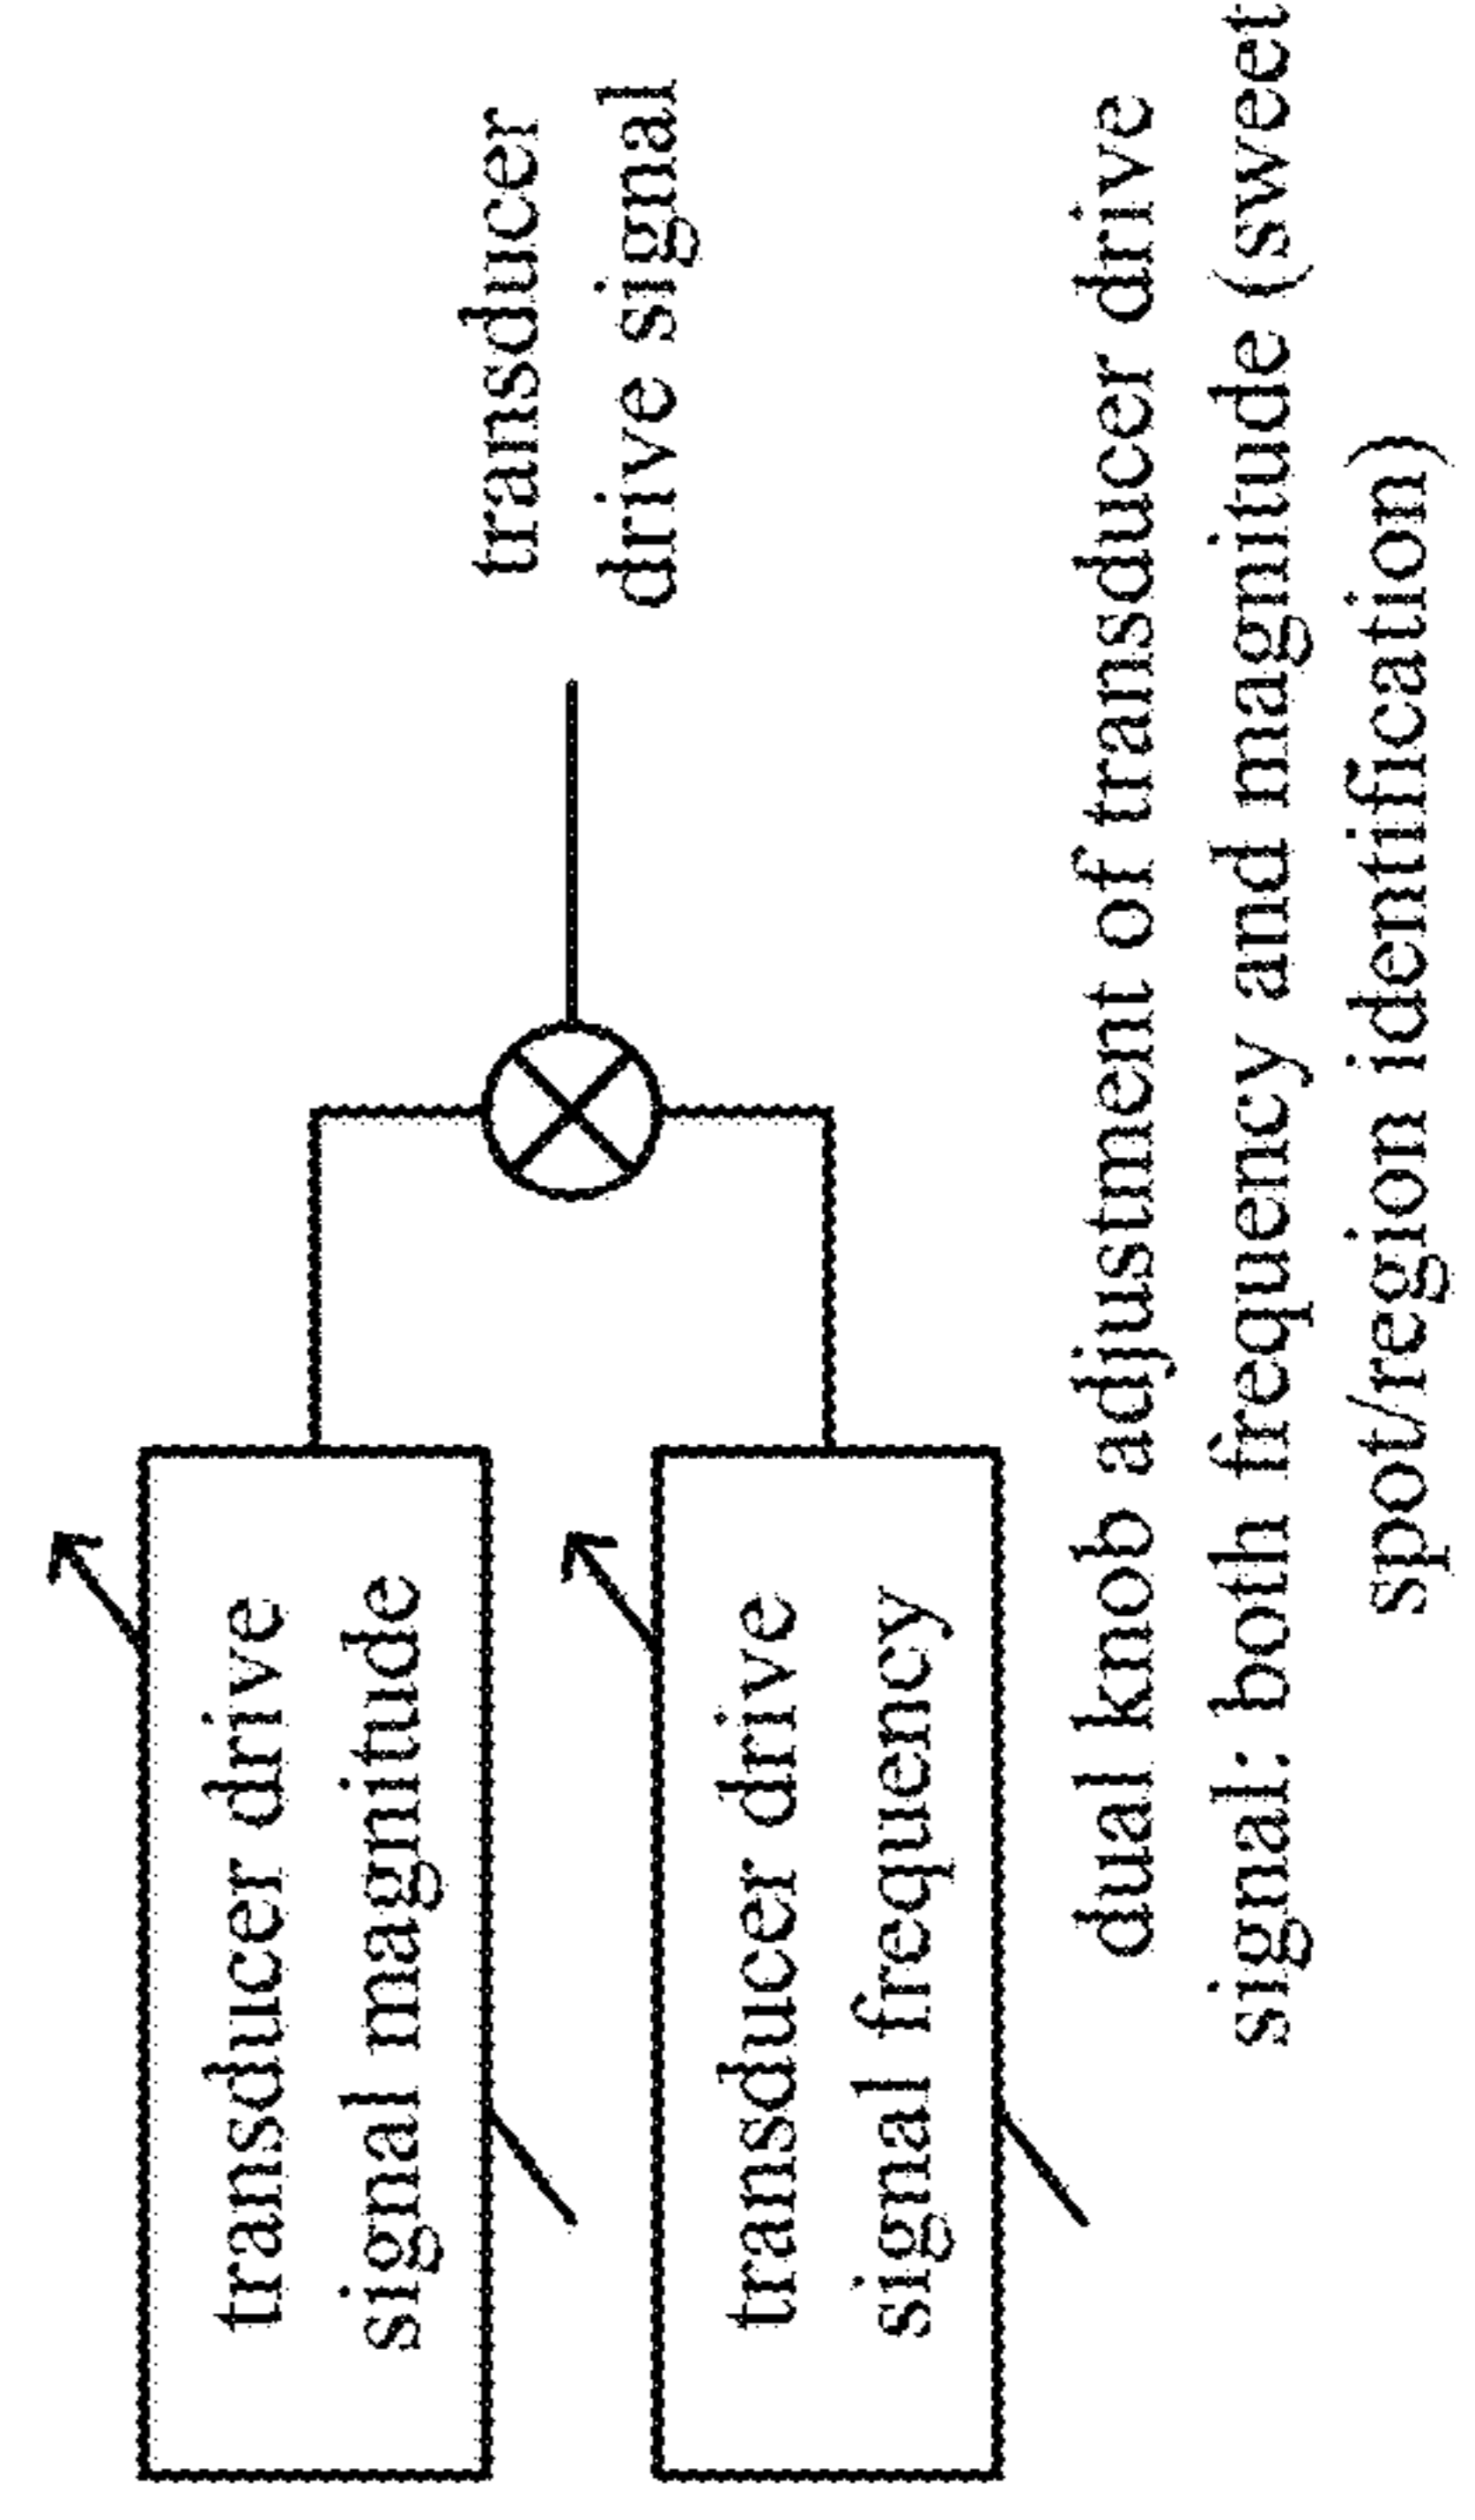 transducer drive
signal magnitude
transducer drive
signal frequency
transducer
drive signal
dual knob adjustment of transducer drive
signal: both frequency and magnitude (sweet
spot/region identification)